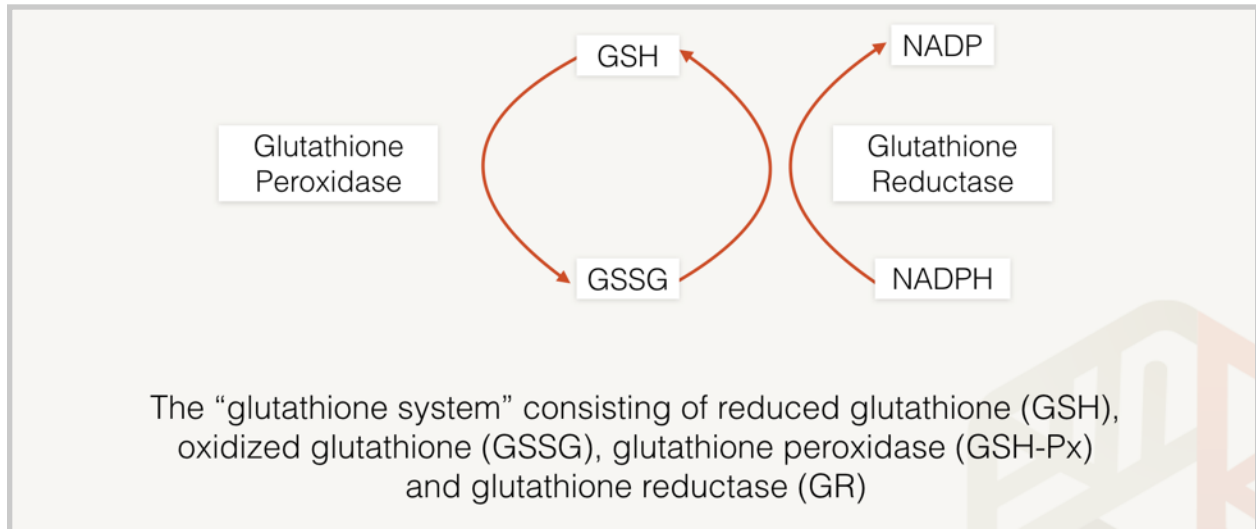 GSH
NADP
Glutathione
Peroxidase
Glutathione
Reductase
GSSG
NADPH
The “glutathione system” consisting of reduced glutathione (GSH),
oxidized glutathione (GSSG), glutathione peroxidase (GSH-Px)
and glutathione reductase (GR)